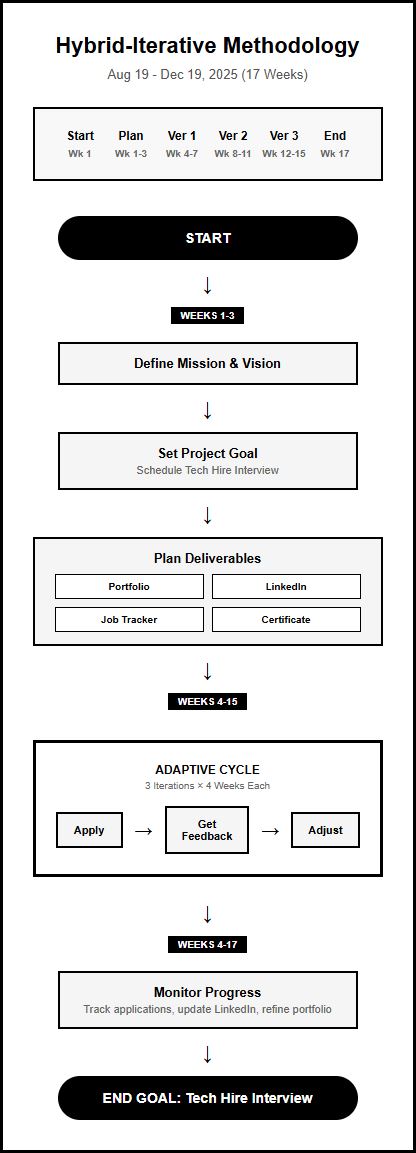 Hybrid-Iterative Methodology
Aug 19 - Dec 19, 2025 (17 Weeks)
Start Plan Ver 1 Ver 2 Ver 3 End
Wk 1 Wk 1-3 Wk 4-7 Wk 8-11 Wk 12-15 Wk 17
START
↓
WEEKS 1-3
Define Mission & Vision
↓
Set Project Goal
Schedule Tech Hire Interview
↓
Plan Deliverables
Portfolio LinkedIn
Job Tracker Certificate
↓
WEEKS 4-15
ADAPTIVE CYCLE
3 Iterations × 4 Weeks Each
Apply → Get Feedback → Adjust
↓
WEEKS 4-17
Monitor Progress
Track applications, update LinkedIn, refine portfolio
↓
END GOAL: Tech Hire Interview